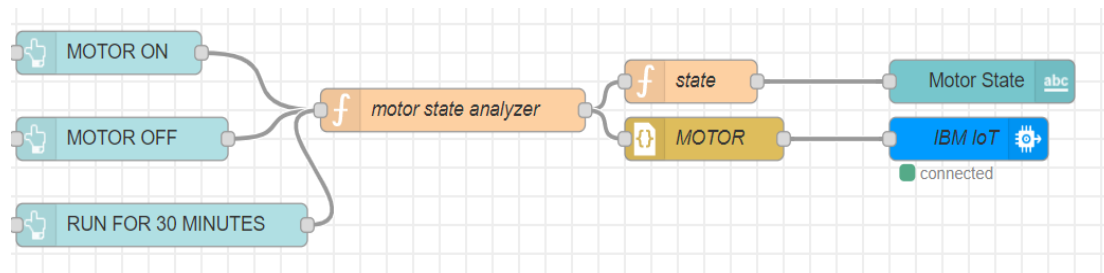 MOTOR ON
MOTOR OFF
RUN FOR 30 MINUTES
f motor state analyzer
f state
{} MOTOR
Motor State abc
IBM IoT
connected